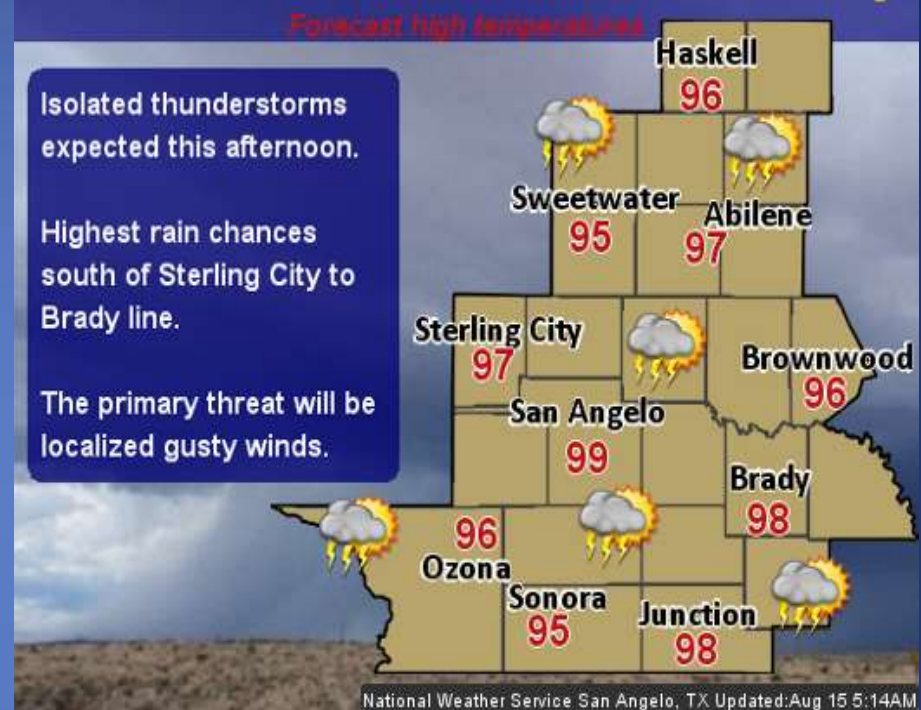 Forecast high temperatures
Isolated thunderstorms
expected this afternoon.
Highest rain chances
south of Sterling City to
Brady line.
The primary threat will be
localized gusty winds.
Haskell
96
Sweetwater
95
Abilene
97
Sterling City
97
Brownwood
96
San Angelo
99
Brady
98
96
Ozona
Sonora
95
Junction
98
National Weather Service San Angelo, TX Updated:Aug 15 5:14AM